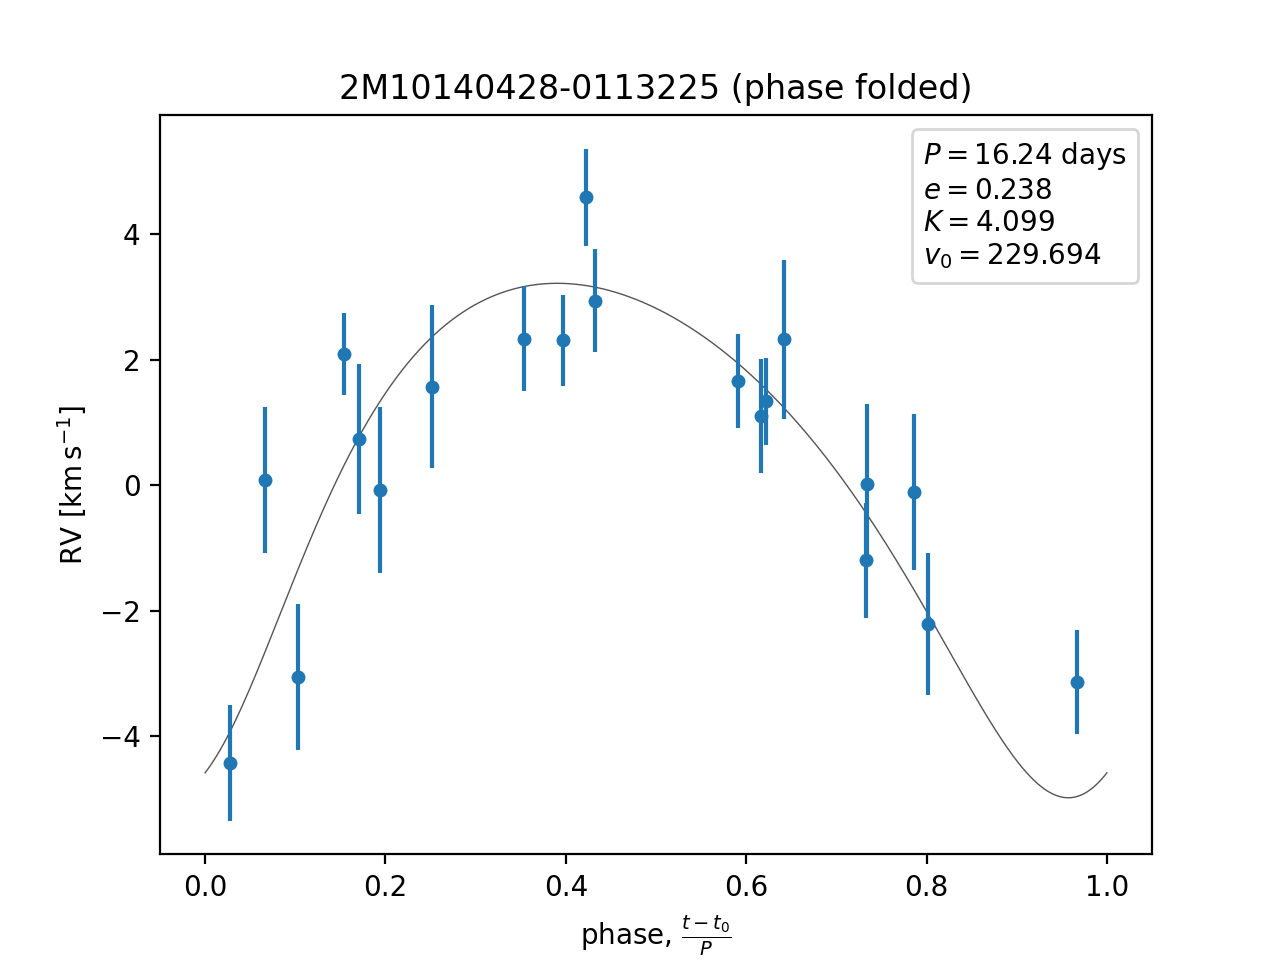 2M10140428-0113225 (phase folded)
P = 16.24 days
e = 0.238
K = 4.099
v₀ = 229.694
RV [km s⁻¹]
4
2
0
−2
−4
0.0 0.2 0.4 0.6 0.8 1.0
phase, (t − t₀)/P